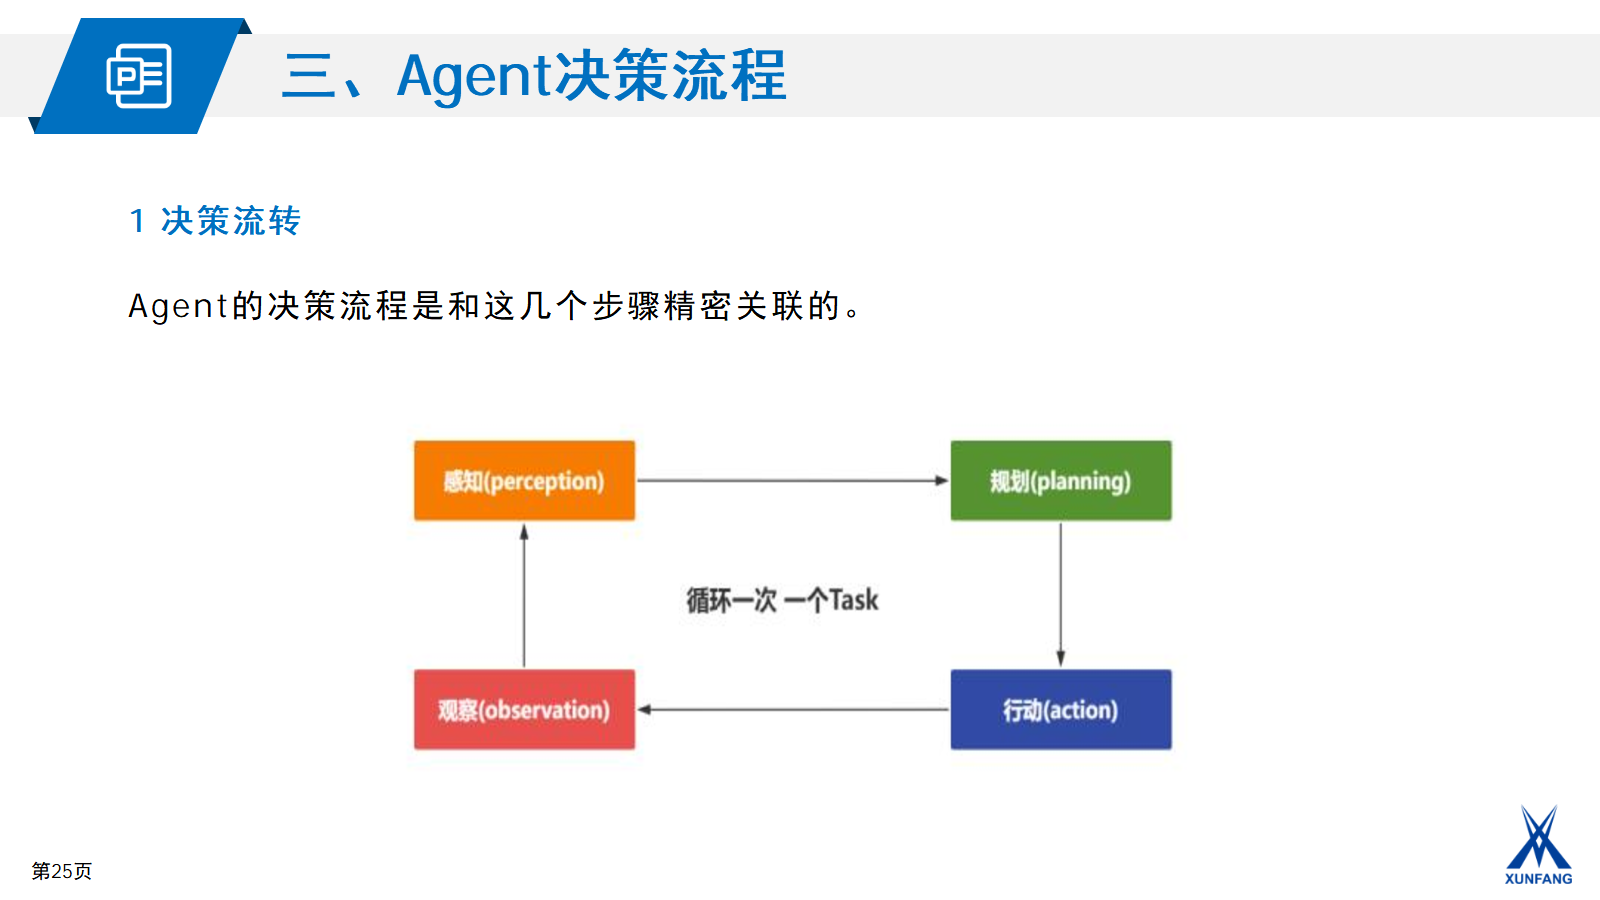 三、Agent决策流程
1 决策流转
Agent的决策流程是和这几个步骤精密关联的。
感知(perception)
规划(planning)
循环一次 一个Task
观察(observation)
行动(action)
第25页
XUNFANG